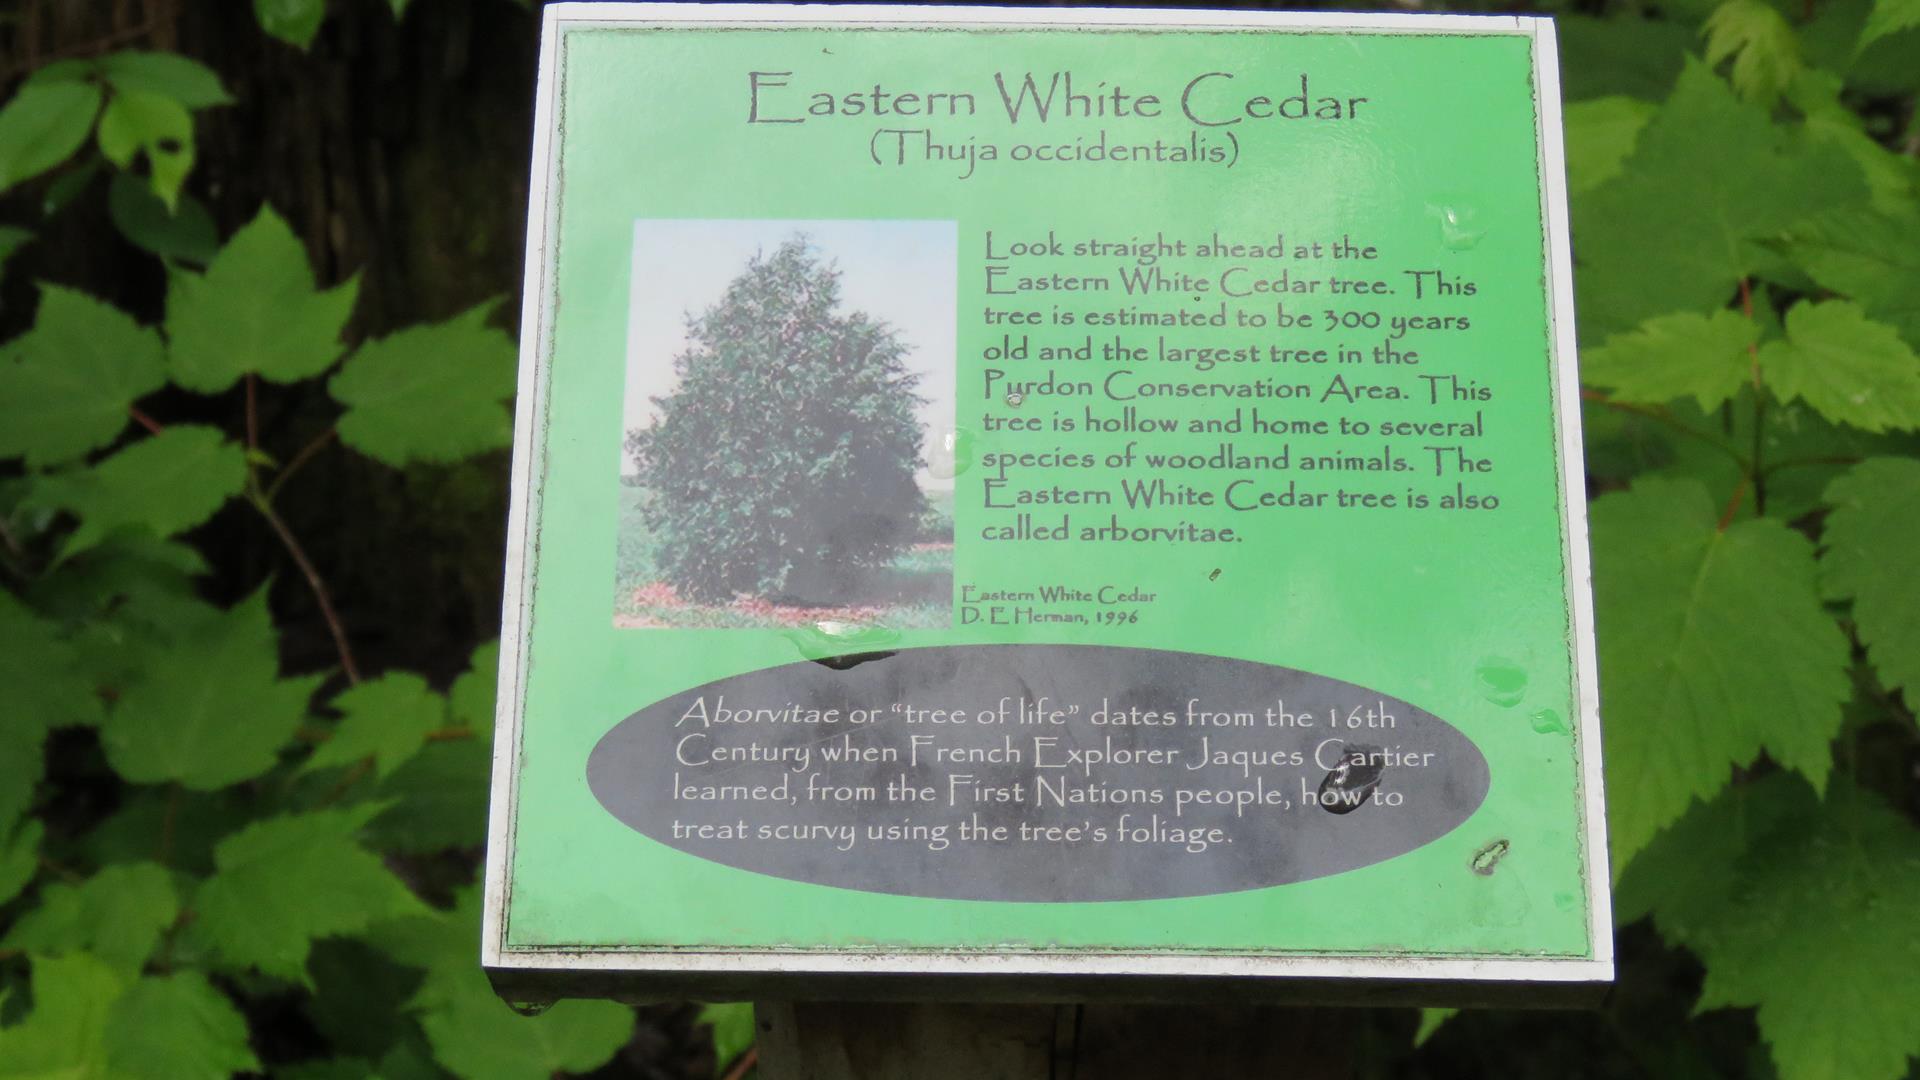 Eastern White Cedar
(Thuja occidentalis)
Look straight ahead at the
Eastern White Cedar tree. This
tree is estimated to be 300 years
old and the largest tree in the
Purdon Conservation Area. This
tree is hollow and home to several
species of woodland animals. The
Eastern White Cedar tree is also
called arborvitae.
Eastern White Cedar
D. E Herman, 1996
Aborvitae or “tree of life” dates from the 16th
Century when French Explorer Jaques Cartier
learned, from the First Nations people, how to
treat scurvy using the tree’s foliage.